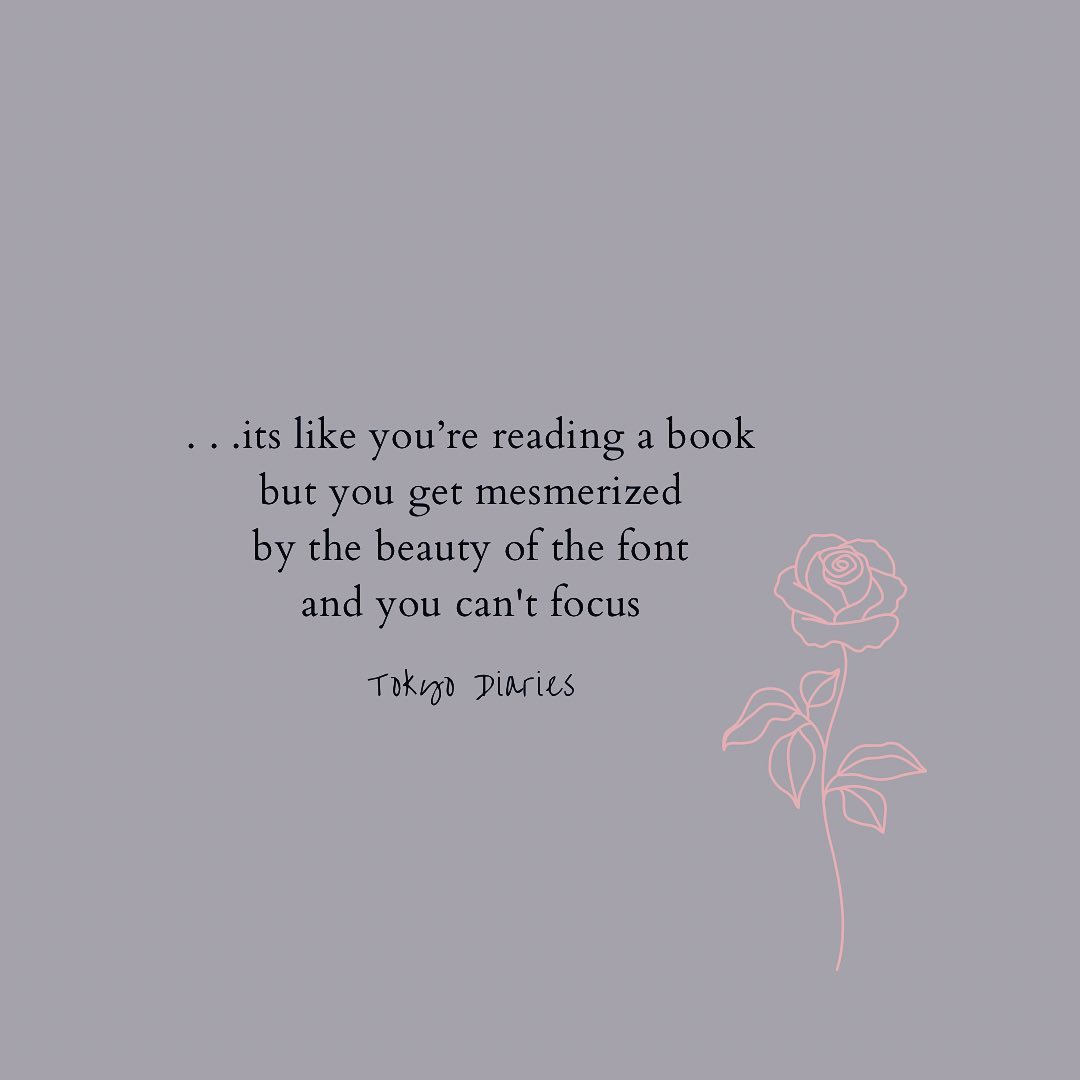 . . .its like you’re reading a book
but you get mesmerized
by the beauty of the font
and you can't focus
Tokyo Diaries